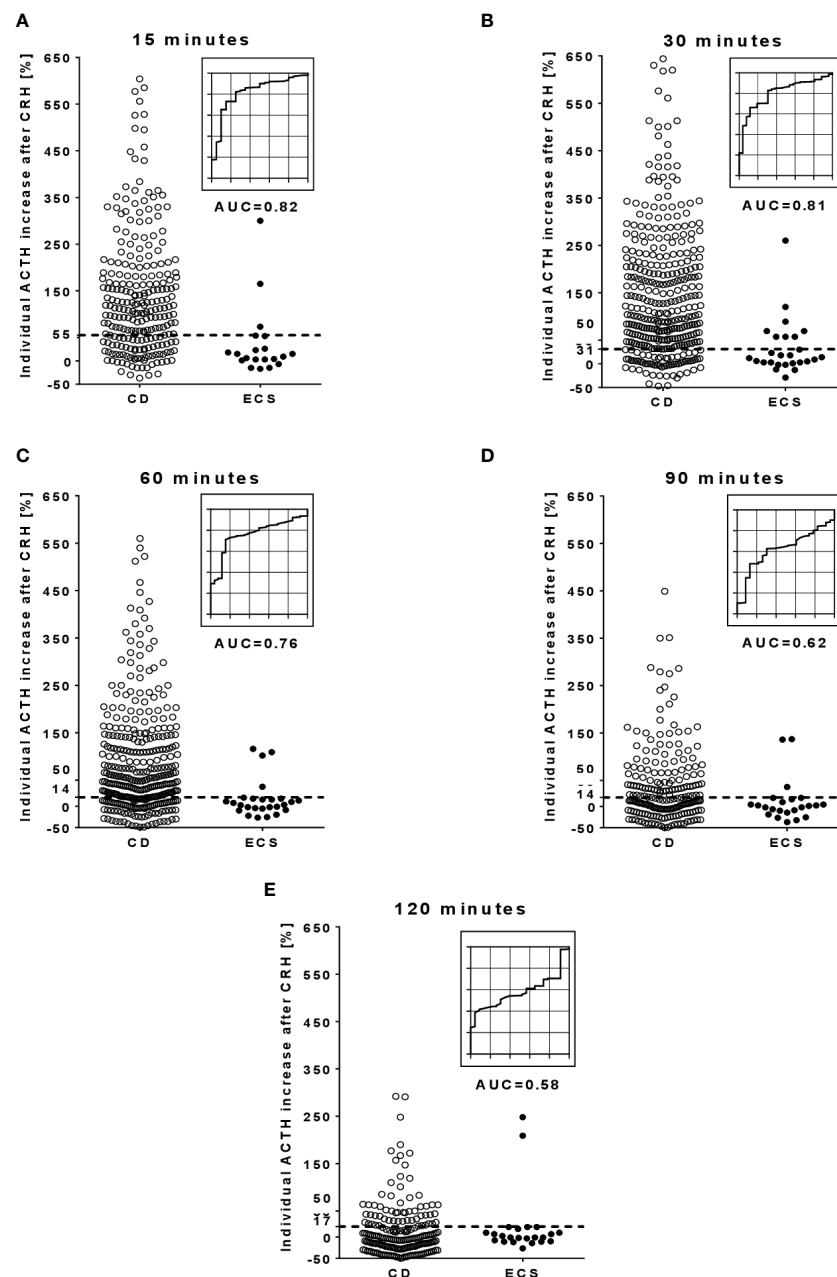 A
15 minutes
Individual ACTH increase after CRH [%]
650
550
450
350
250
150
55
0
-50
AUC=0.82
CD
ECS
B
30 minutes
Individual ACTH increase after CRH [%]
650
550
450
350
250
150
50
31
0
-50
AUC=0.81
CD
ECS
C
60 minutes
Individual ACTH increase after CRH [%]
650
550
450
350
250
150
50
14
0
-50
AUC=0.76
CD
ECS
D
90 minutes
Individual ACTH increase after CRH [%]
650
550
450
350
250
150
50
14
0
-50
AUC=0.62
CD
ECS
E
120 minutes
Individual ACTH increase after CRH [%]
650
550
450
350
250
150
50
17
0
-50
AUC=0.58
CD
ECS